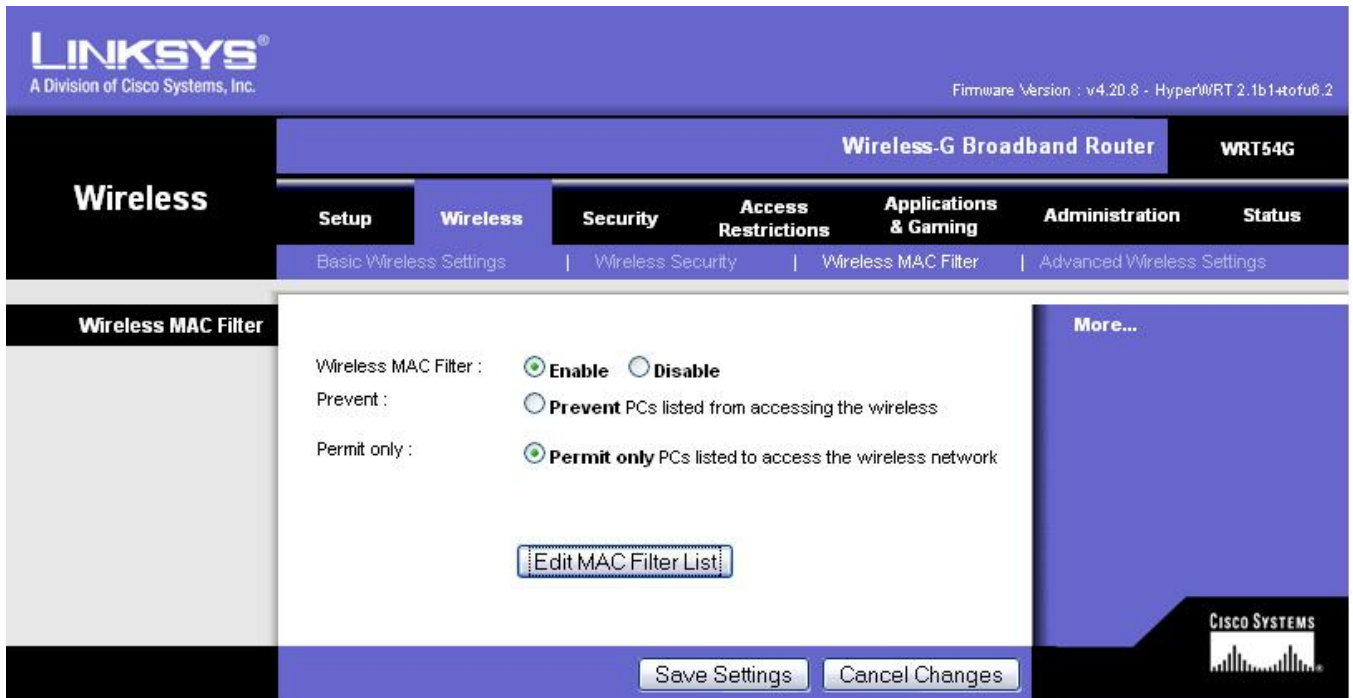 LINKSYS®
A Division of Cisco Systems, Inc.
Firmware Version : v4.20.8 - HyperWRT 2.1b1+tofu6.2
Wireless-G Broadband Router WRT54G
Wireless
Setup Wireless Security Access Restrictions Applications & Gaming Administration Status
Basic Wireless Settings | Wireless Security | Wireless MAC Filter | Advanced Wireless Settings
Wireless MAC Filter
More...
Wireless MAC Filter : Enable Disable
Prevent : Prevent PCs listed from accessing the wireless
Permit only : Permit only PCs listed to access the wireless network
Edit MAC Filter List
CISCO SYSTEMS
Save Settings Cancel Changes